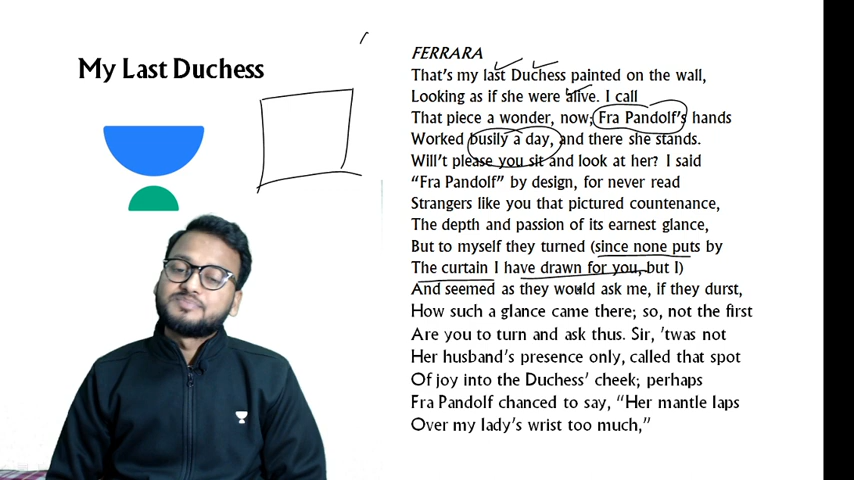 My Last Duchess
FERRARA
That's my last Duchess painted on the wall,
Looking as if she were alive. I call
That piece a wonder, now; Fra Pandolf's hands
Worked busily a day, and there she stands.
Will't please you sit and look at her? I said
“Fra Pandolf” by design, for never read
Strangers like you that pictured countenance,
The depth and passion of its earnest glance,
But to myself they turned (since none puts by
The curtain I have drawn for you, but I)
And seemed as they would ask me, if they durst,
How such a glance came there; so, not the first
Are you to turn and ask thus. Sir, 'twas not
Her husband's presence only, called that spot
Of joy into the Duchess' cheek; perhaps
Fra Pandolf chanced to say, “Her mantle laps
Over my lady's wrist too much,”